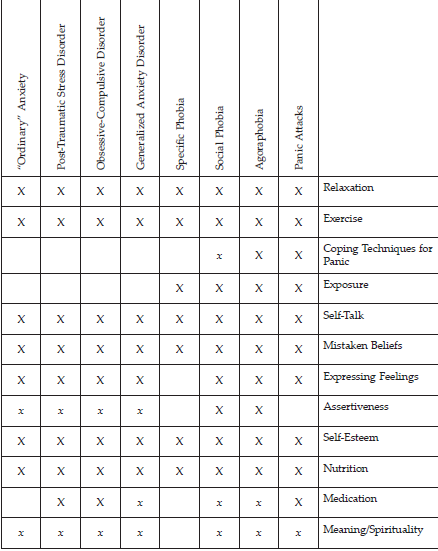 "Ordinary" Anxiety
Post-Traumatic Stress Disorder
Obsessive-Compulsive Disorder
Generalized Anxiety Disorder
Specific Phobia
Social Phobia
Agoraphobia
Panic Attacks
X X X X X X X X Relaxation
X X X X X X X X Exercise
x X X Coping Techniques for
Panic
X X X X Exposure
X X X X X X X X Self-Talk
X X X X X X X X Mistaken Beliefs
X X X X X X X Expressing Feelings
x x x x X X Assertiveness
X X X X X X X X Self-Esteem
X X X X X X X X Nutrition
X X x x x X Medication
x x x x x x x Meaning/Spirituality